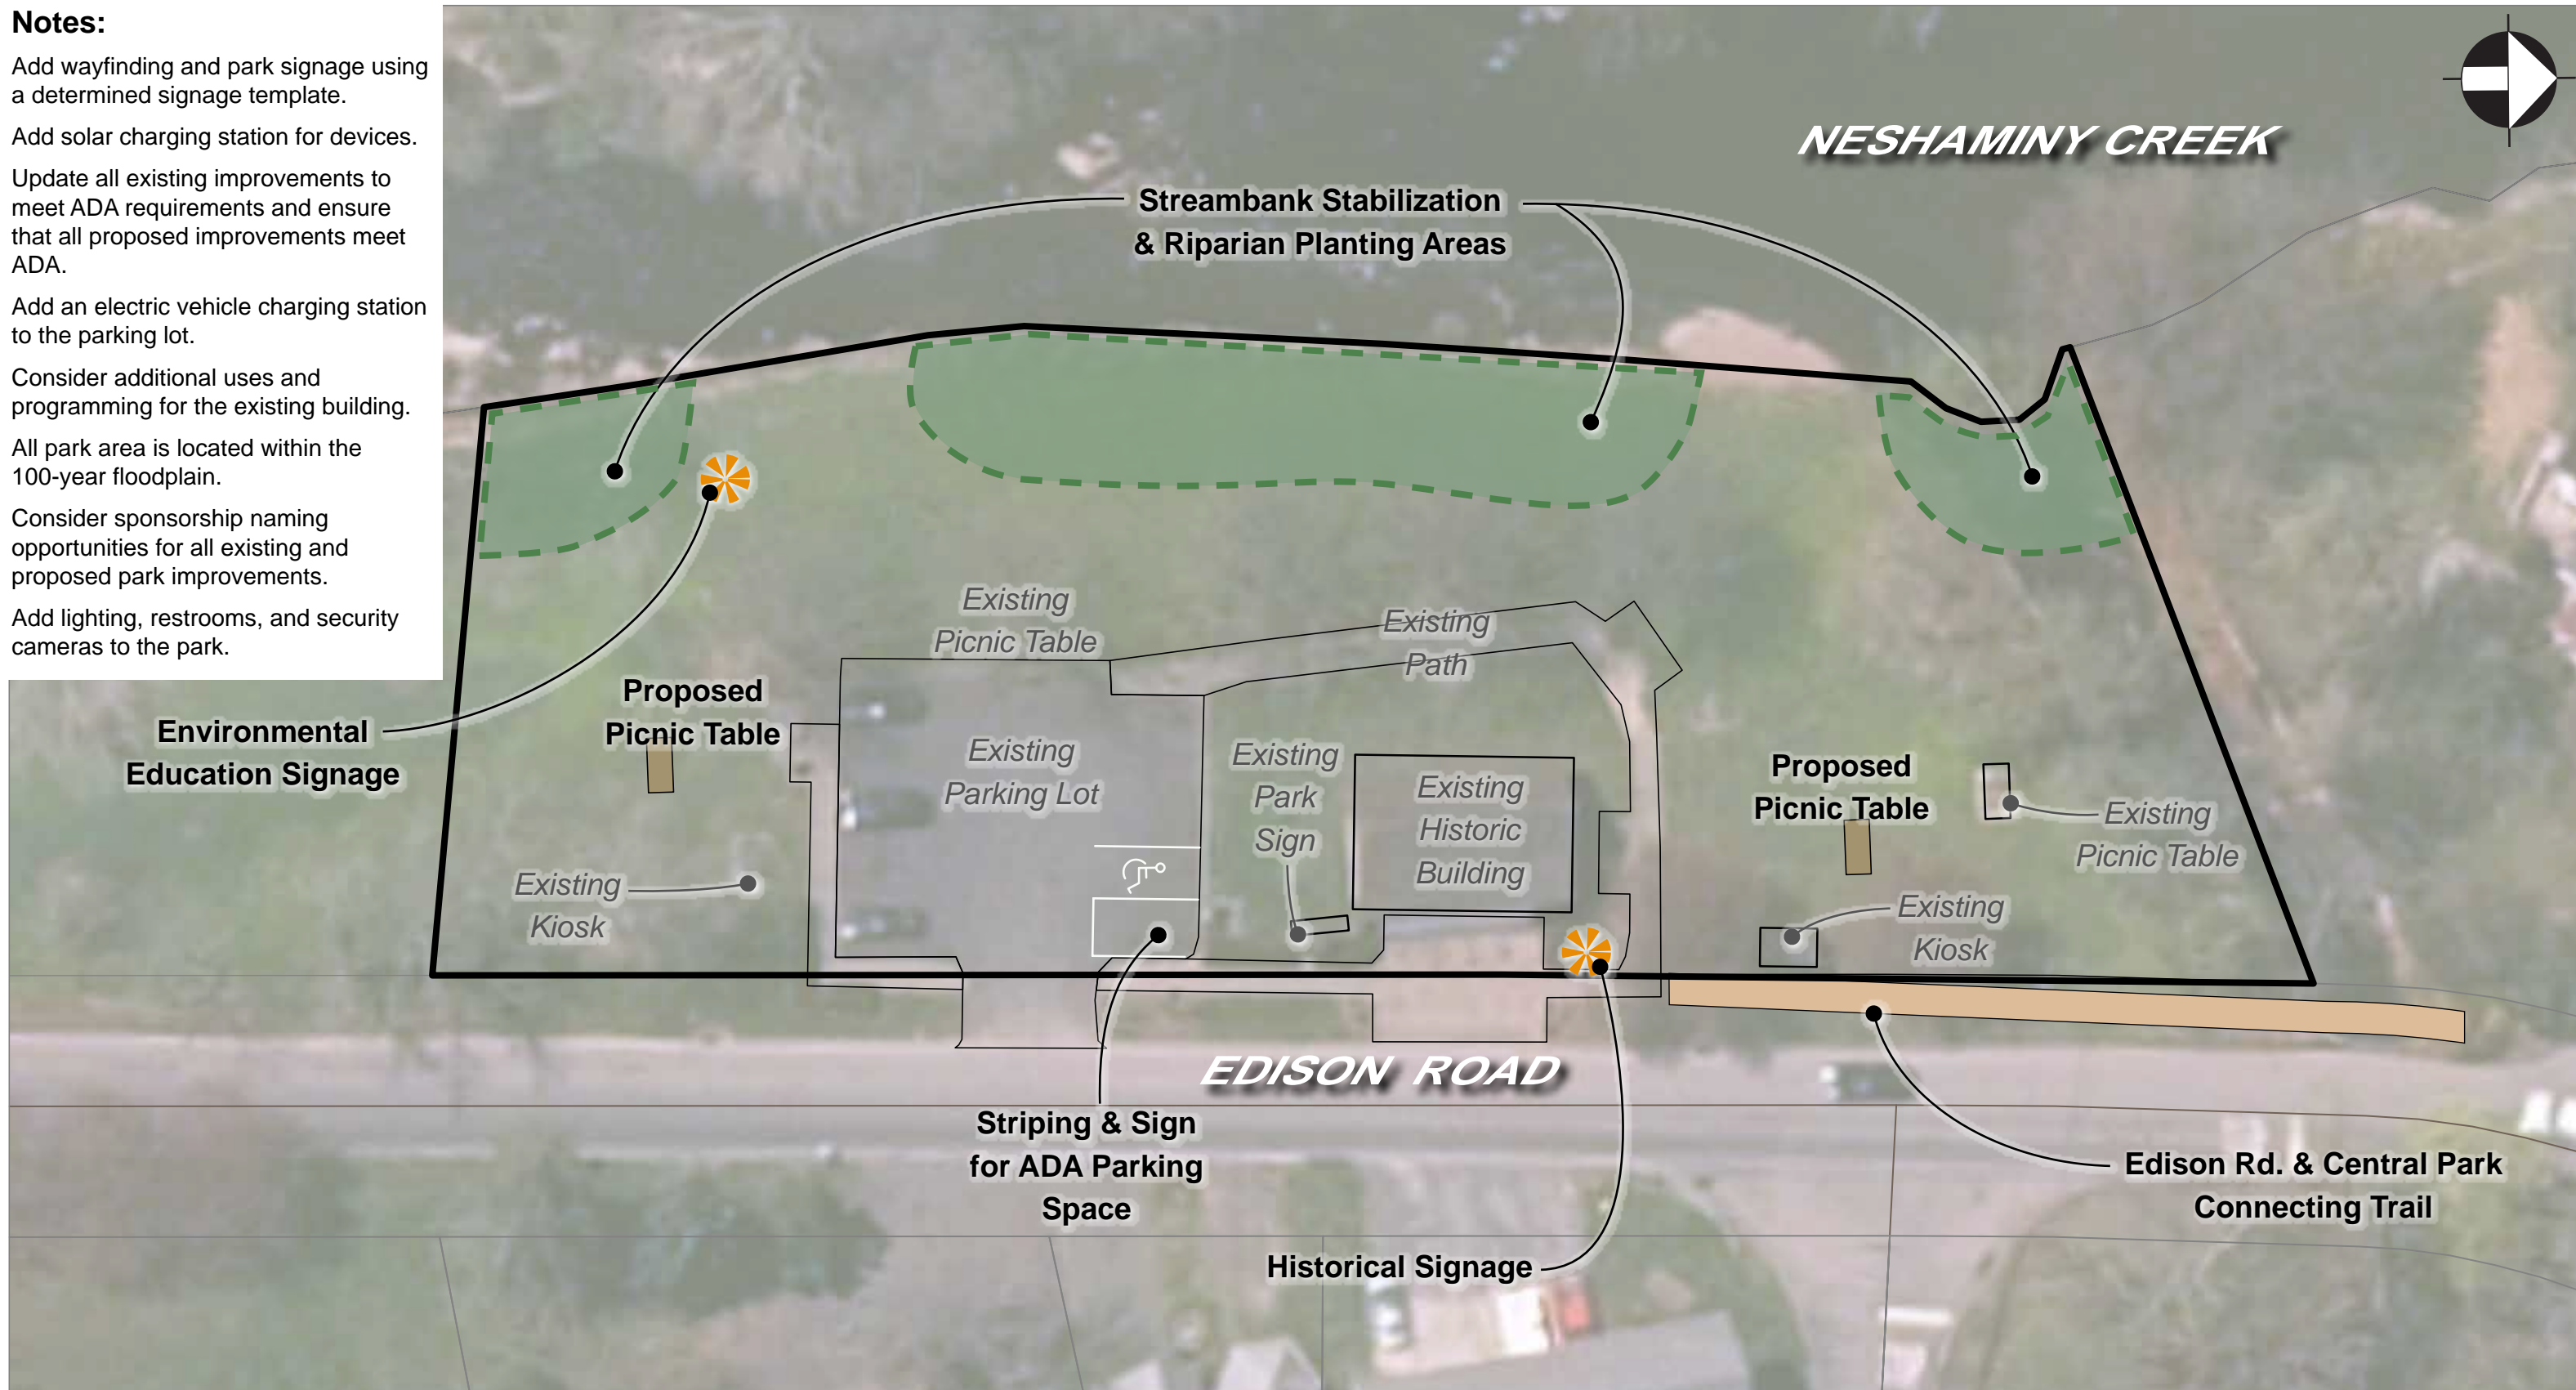 Notes:
Add wayfinding and park signage using
a determined signage template.
Add solar charging station for devices.
Update all existing improvements to
meet ADA requirements and ensure
that all proposed improvements meet
ADA.
Add an electric vehicle charging station
to the parking lot.
Consider additional uses and
programming for the existing building.
All park area is located within the
100-year floodplain.
Consider sponsorship naming
opportunities for all existing and
proposed park improvements.
Add lighting, restrooms, and security
cameras to the park.
NESHAMINY CREEK
Streambank Stabilization
& Riparian Planting Areas
Existing
Picnic Table
Existing
Path
Proposed
Picnic Table
Environmental
Education Signage
Existing
Parking Lot
Existing
Park
Sign
Existing
Historic
Building
Proposed
Picnic Table
Existing
Picnic Table
Existing
Kiosk
Existing
Kiosk
EDISON ROAD
Striping & Sign
for ADA Parking
Space
Edison Rd. & Central Park
Connecting Trail
Historical Signage